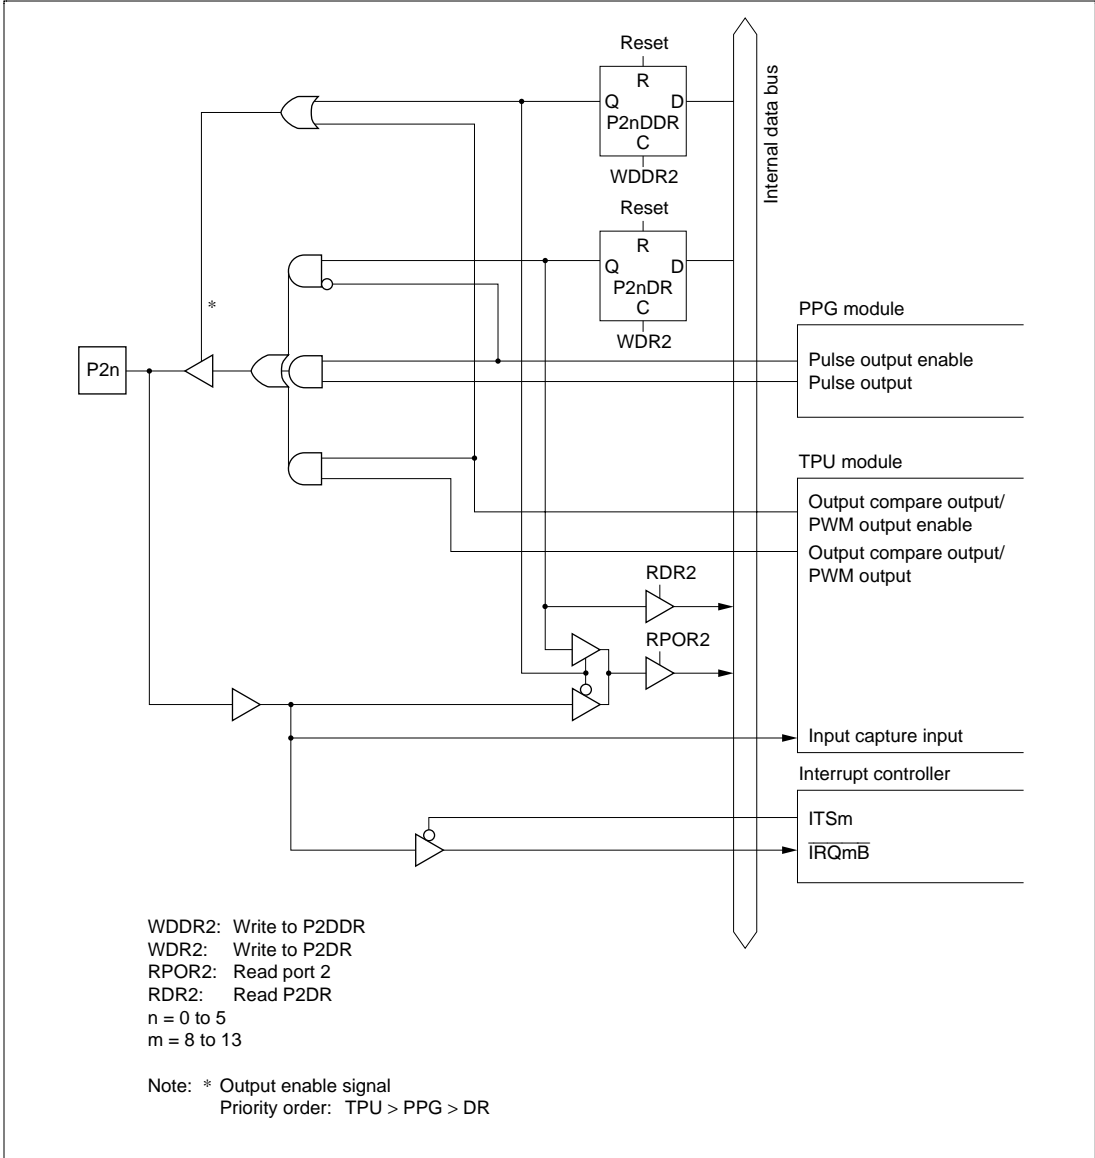 Reset
R
Q D
P2nDDR
C
WDDR2
Internal data bus
Reset
R
Q D
P2nDR
C
WDR2
*
P2n
PPG module
Pulse output enable
Pulse output
TPU module
Output compare output/
PWM output enable
Output compare output/
PWM output
RDR2
RPOR2
Input capture input
Interrupt controller
ITSm
IRQmB
WDDR2: Write to P2DDR
WDR2: Write to P2DR
RPOR2: Read port 2
RDR2: Read P2DR
n = 0 to 5
m = 8 to 13
Note: * Output enable signal
Priority order: TPU > PPG > DR